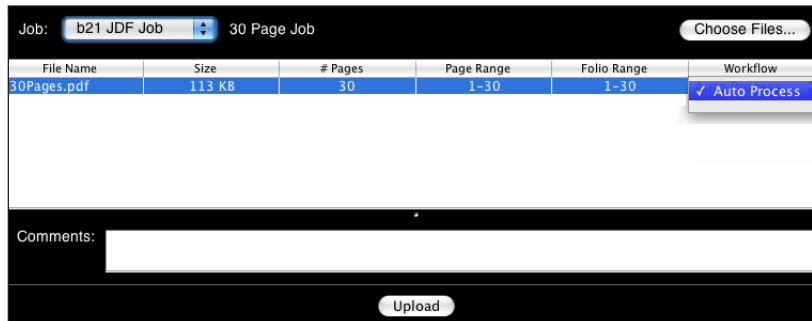 Job: b21 JDF Job 30 Page Job Choose Files...
File Name Size # Pages Page Range Folio Range Workflow
30Pages.pdf 113 KB 30 1-30 1-30 ✓ Auto Process
Comments:
Upload